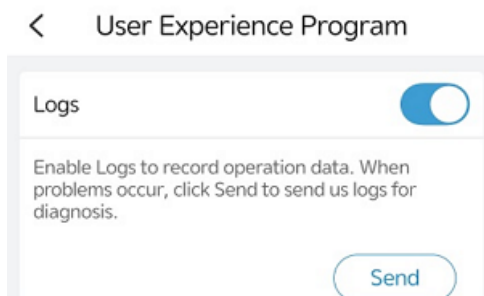 User Experience Program
Logs
Enable Logs to record operation data. When
problems occur, click Send to send us logs for
diagnosis.
Send